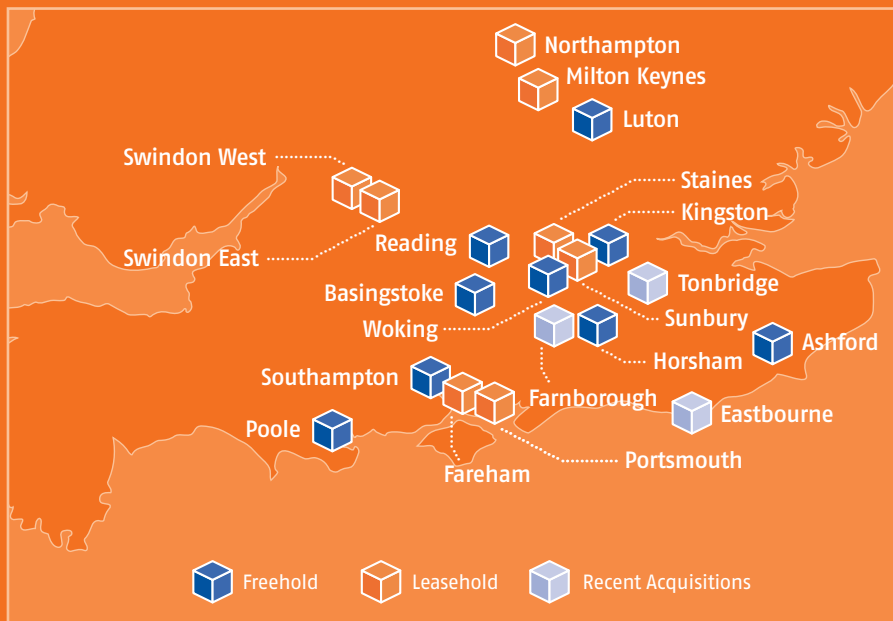 Northampton
Milton Keynes
Luton
Swindon West
Staines
Kingston
Swindon East
Reading
Tonbridge
Basingstoke
Sunbury
Woking
Ashford
Horsham
Southampton
Farnborough
Eastbourne
Poole
Portsmouth
Fareham
Freehold
Leasehold
Recent Acquisitions